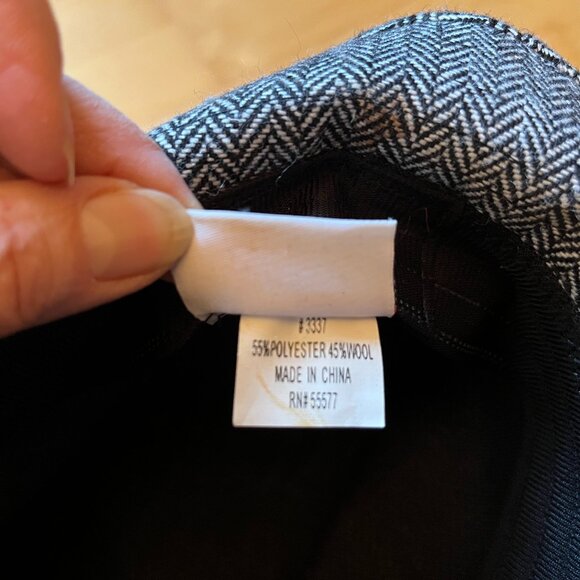 # 3337
55%POLYESTER 45%WOOL
MADE IN CHINA
RN# 55577